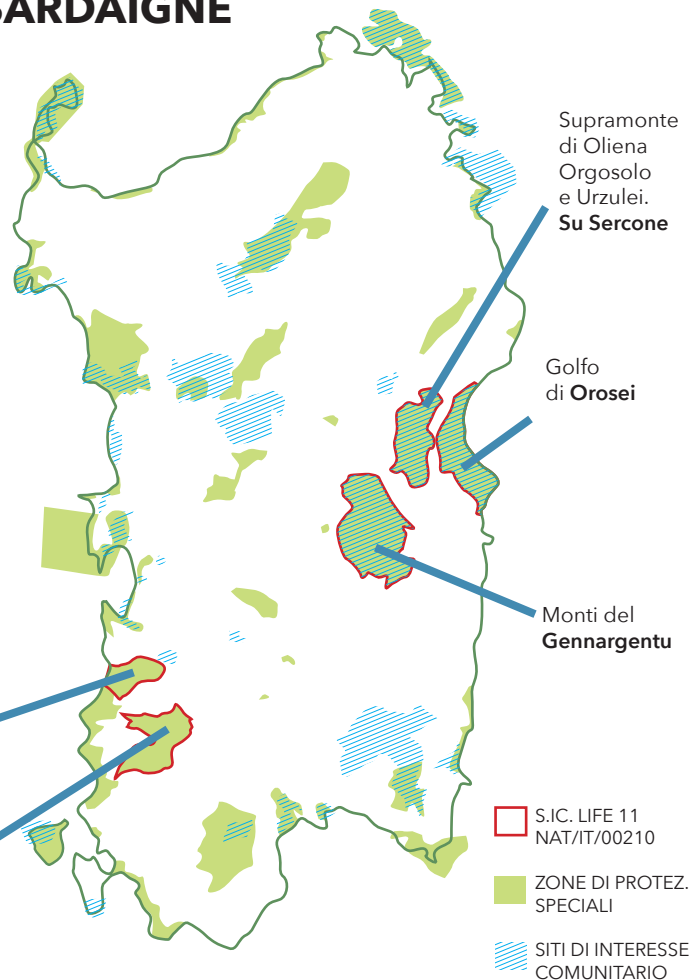 SARDAIGNE
Supramonte
di Oliena
Orgosolo
e Urzulei.
Su Sercone
Golfo
di Orosei
Monti del
Gennargentu
S.IC. LIFE 11
NAT/IT/00210
ZONE DI PROTEZ.
SPECIALI
SITI DI INTERESSE
COMUNITARIO